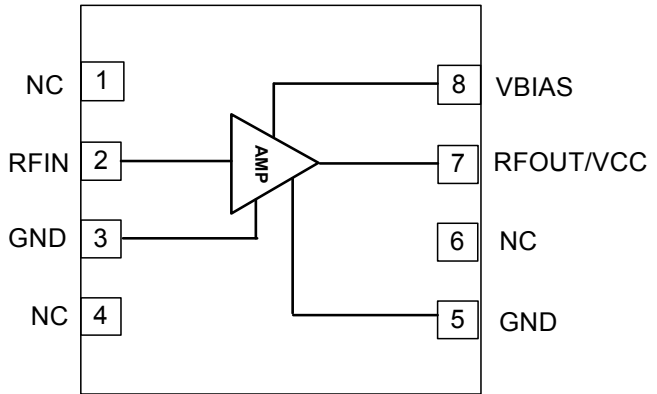 NC 1
RFIN 2
GND 3
NC 4
AMP
8 VBIAS
7 RFOUT/VCC
6 NC
5 GND